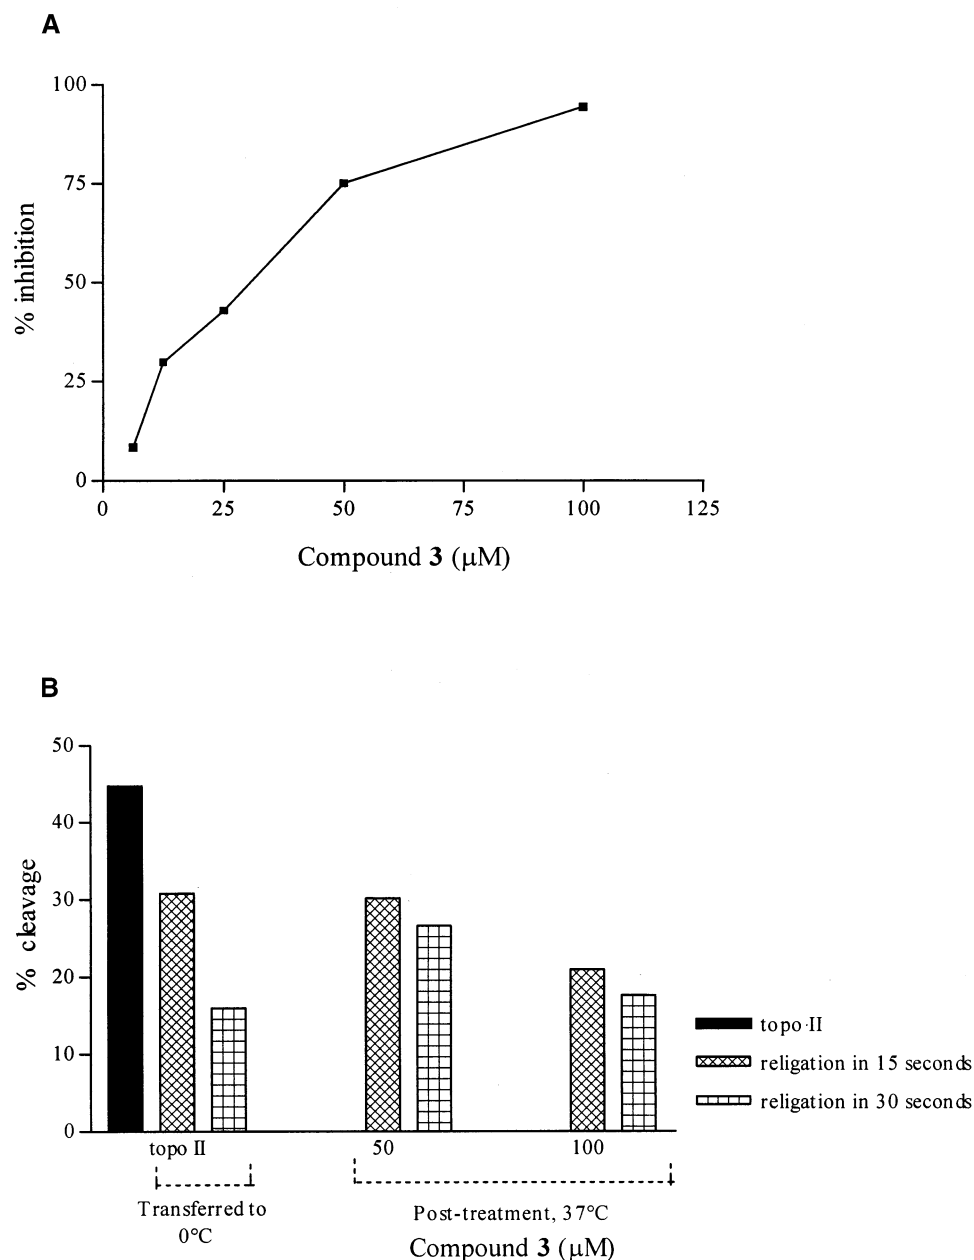 A
100
75
50
25
0
% inhibition
0 25 50 75 100 125
Compound 3 (μM)
B
50
40
30
20
10
0
% cleavage
topo II 50 100
Transferred to
0°C
Post-treatment, 37°C
Compound 3 (μM)
topo II
religation in 15 seconds
religation in 30 seconds